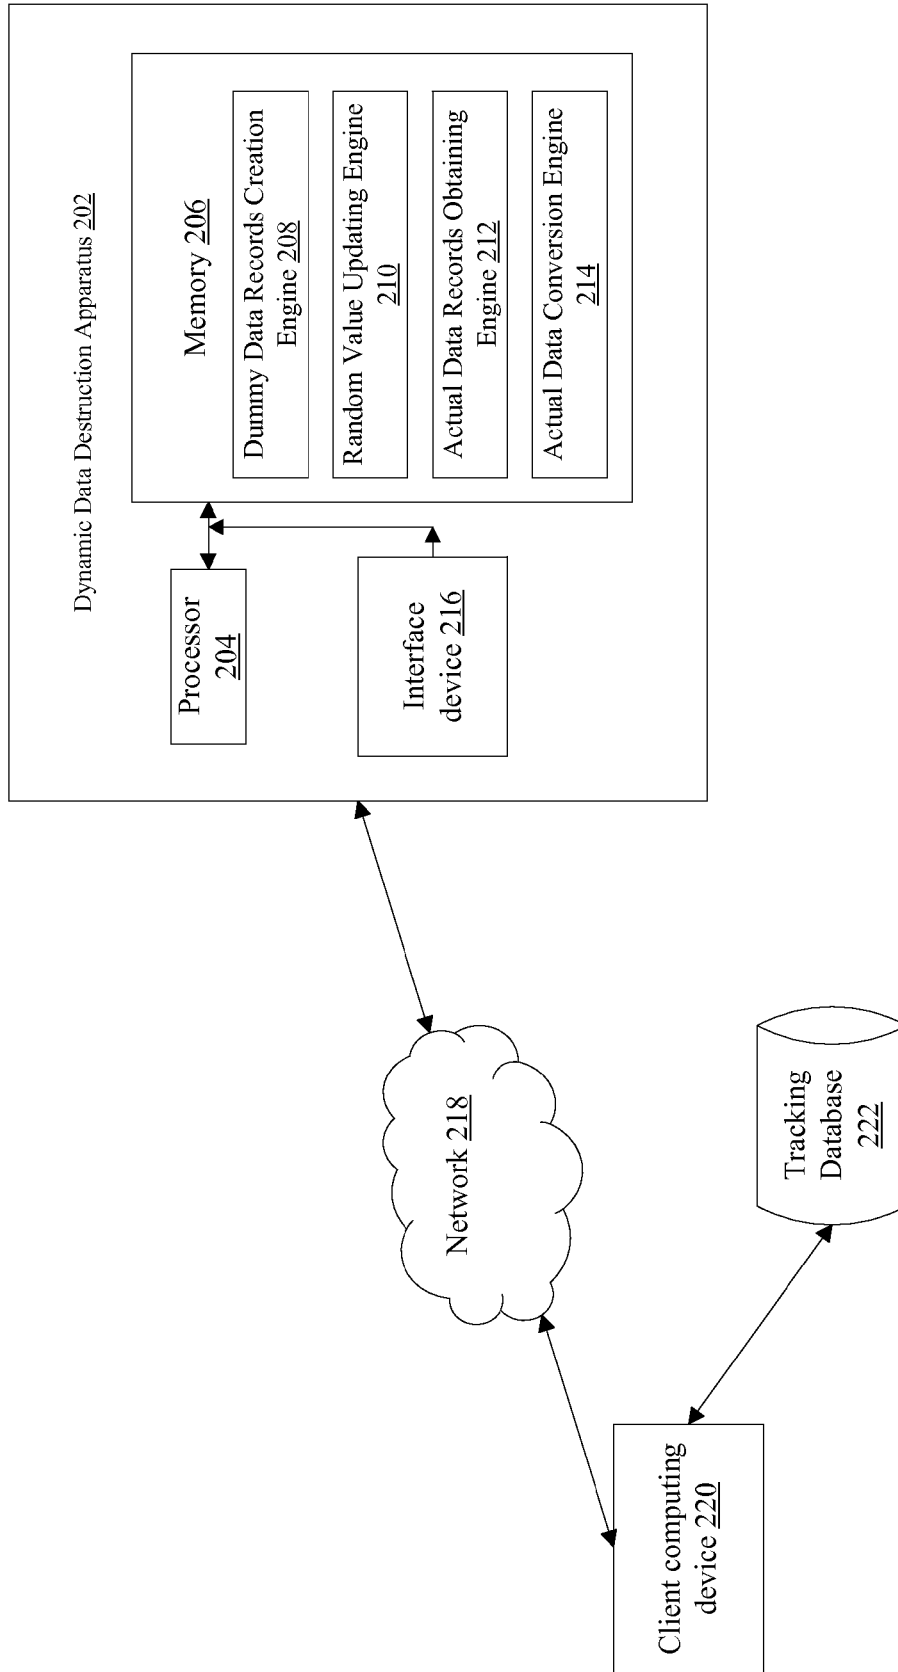 Dynamic Data Destruction Apparatus 202
Processor
204
Memory 206
Dummy Data Records Creation
Engine 208
Random Value Updating Engine
210
Actual Data Records Obtaining
Engine 212
Actual Data Conversion Engine
214
Interface
device 216
Network 218
Client computing
device 220
Tracking
Database
222